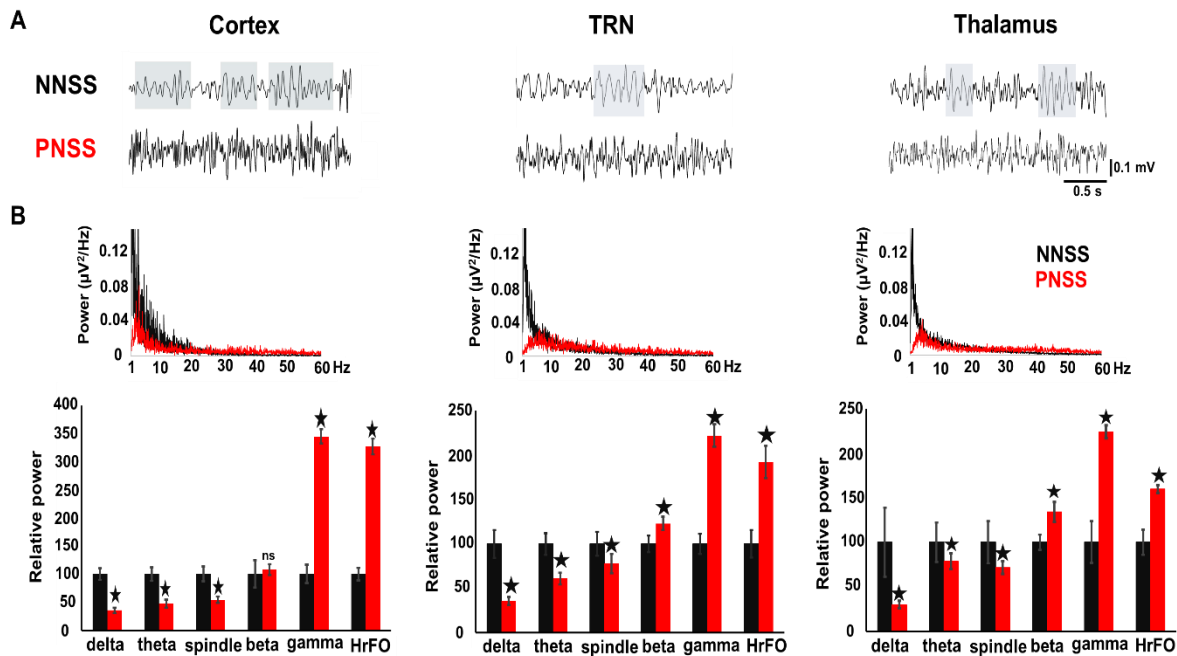 A
Cortex
TRN
Thalamus
NNSS
PNSS
0.1 mV
0.5 s
B
Power (µV²/Hz)
0.12
0.08
0.04
0
1 10 20 30 40 50 60 Hz
Power (µV²/Hz)
0.12
0.08
0.04
0
1 10 20 30 40 50 60 Hz
Power (µV²/Hz)
0.12
0.08
0.04
0
1 10 20 30 40 50 60 Hz
NNSS
PNSS
Relative power
400
350
300
250
200
150
100
50
0
ns
delta theta spindle beta gamma HrFO
Relative power
250
200
150
100
50
0
delta theta spindle beta gamma HrFO
Relative power
250
200
150
100
50
0
delta theta spindle beta gamma HrFO